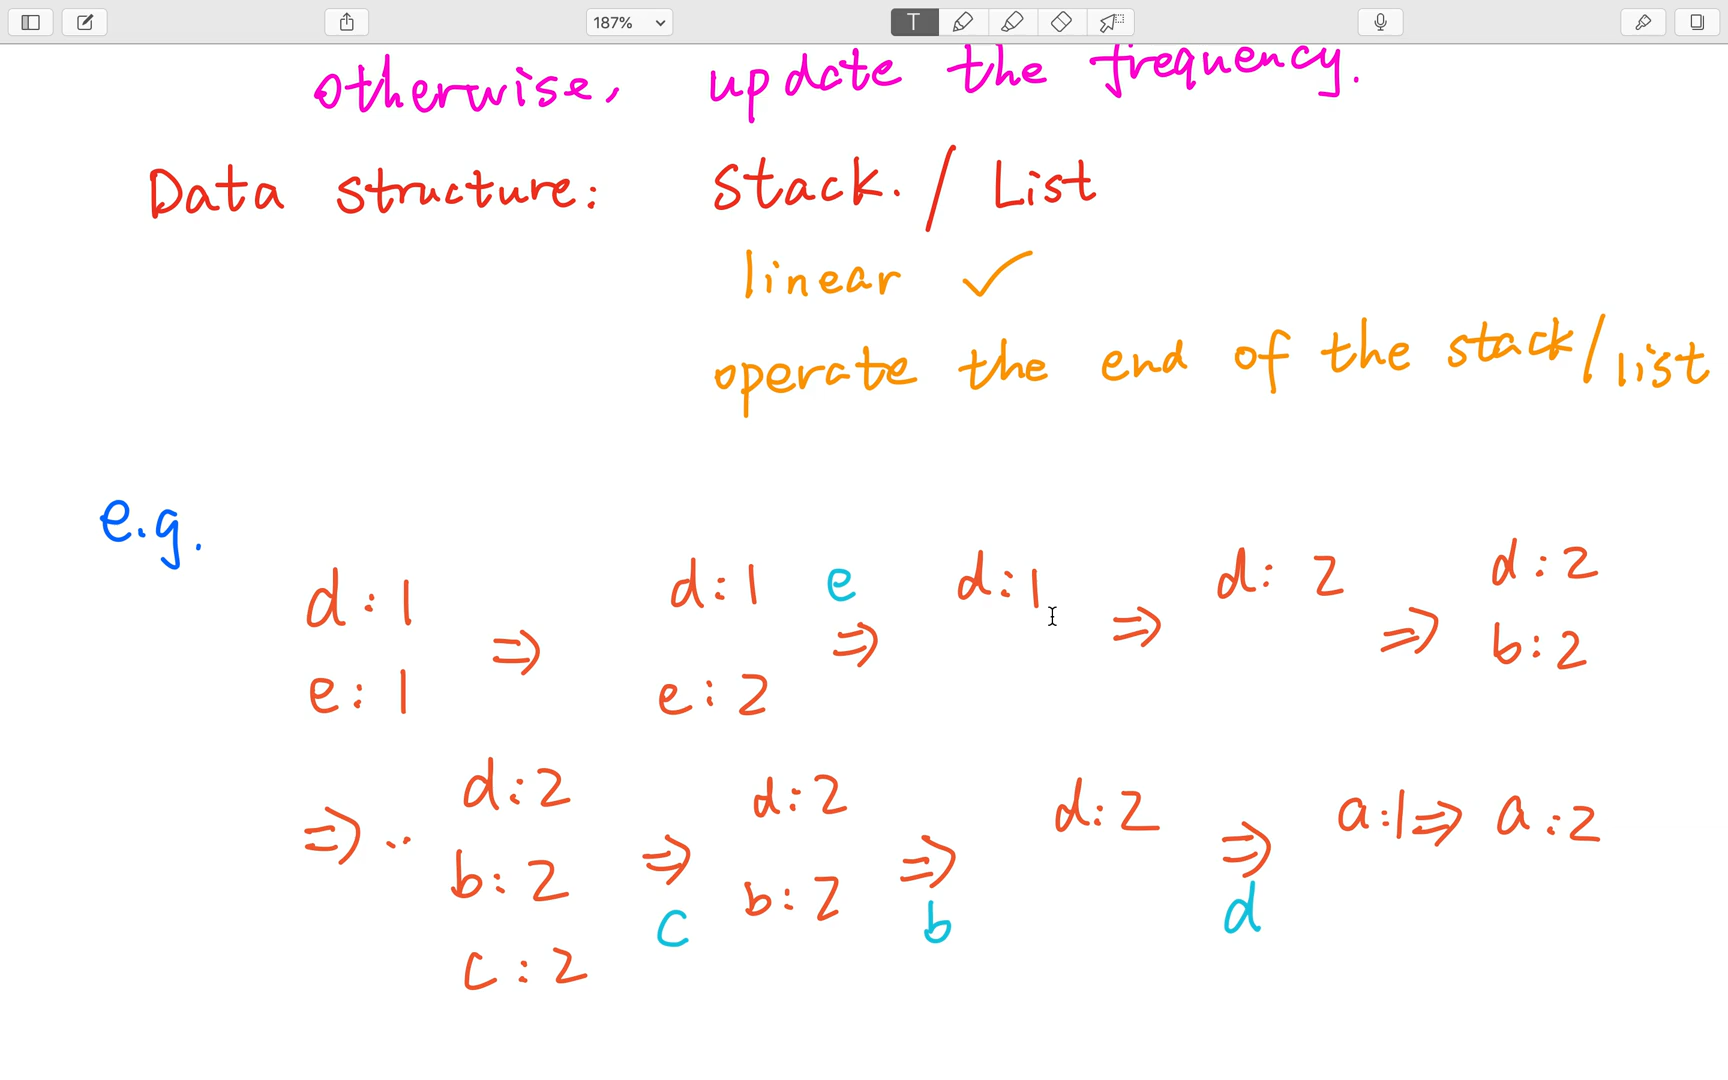 187%
T
otherwise, update the frequency.
Data structure: Stack. / List
linear ✓
operate the end of the stack/list
e.g.
d:1 d:1 e d:1 d:2 d:2
⇒ ⇒ ⇒ ⇒ b:2
e:1 e:2
⇒ .. d:2 d:2 d:2 a:1 ⇒ a:2
b:2 ⇒ b:2 ⇒ ⇒
c b d
c:2